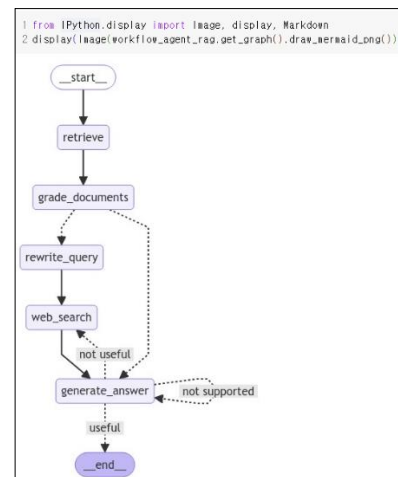 1 from IPython.display import Image, display, Markdown
2 display(Image(workflow_agent_rag.get_graph().draw_mermaid_png())
__start__
retrieve
grade_documents
rewrite_query
web_search
not useful
generate_answer
not supported
useful
__end__